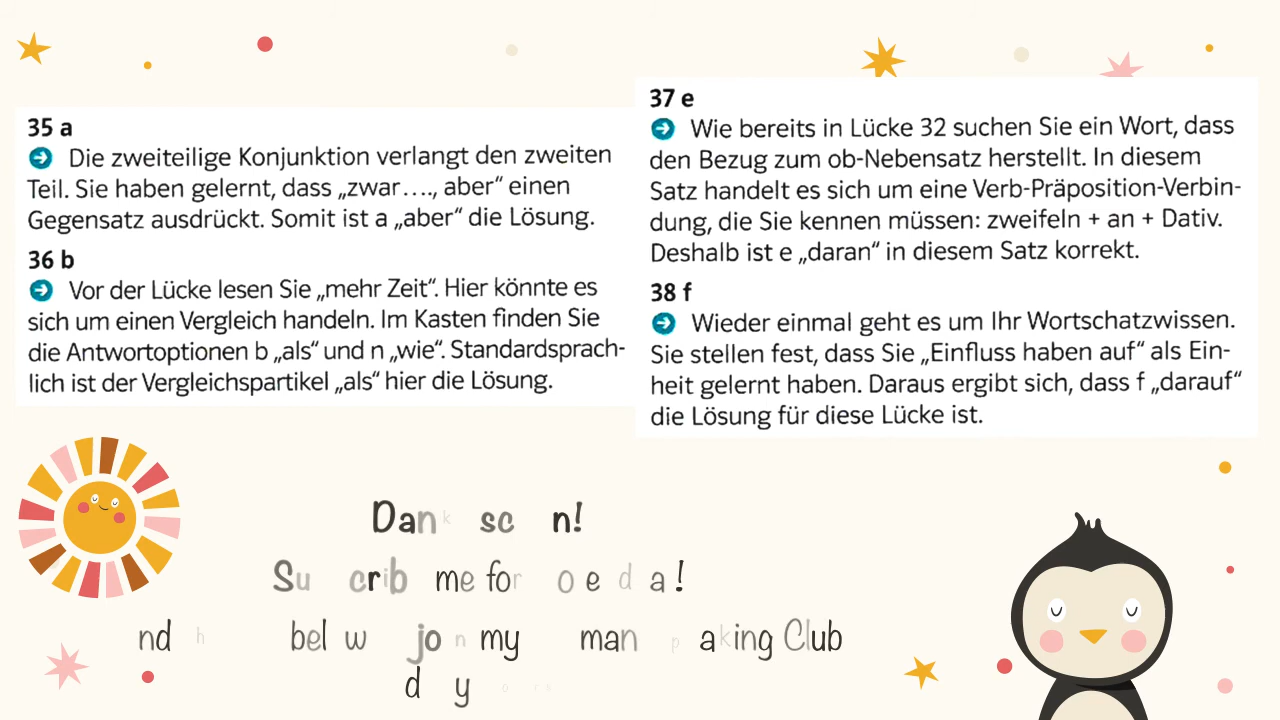 35 a
Die zweiteilige Konjunktion verlangt den zweiten
Teil. Sie haben gelernt, dass „zwar...., aber“ einen
Gegensatz ausdrückt. Somit ist a „aber“ die Lösung.
36 b
Vor der Lücke lesen Sie „mehr Zeit“. Hier könnte es
sich um einen Vergleich handeln. Im Kasten finden Sie
die Antwortoptionen b „als“ und n „wie“. Standardsprach-
lich ist der Vergleichspartikel „als“ hier die Lösung.
37 e
Wie bereits in Lücke 32 suchen Sie ein Wort, dass
den Bezug zum ob-Nebensatz herstellt. In diesem
Satz handelt es sich um eine Verb-Präposition-Verbin-
dung, die Sie kennen müssen: zweifeln + an + Dativ.
Deshalb ist e „daran“ in diesem Satz korrekt.
38 f
Wieder einmal geht es um Ihr Wortschatzwissen.
Sie stellen fest, dass Sie „Einfluss haben auf“ als Ein-
heit gelernt haben. Daraus ergibt sich, dass f „darauf“
die Lösung für diese Lücke ist.
me for
my Club